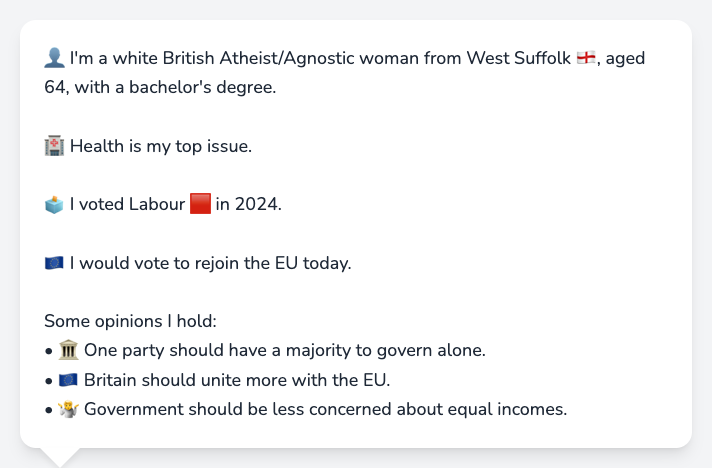 👤 I'm a white British Atheist/Agnostic woman from West Suffolk 🏴󠁧󠁢󠁥󠁮󠁧󠁿, aged
64, with a bachelor's degree.
🏥 Health is my top issue.
🗳️ I voted Labour 🟥 in 2024.
🇪🇺 I would vote to rejoin the EU today.
Some opinions I hold:
• 🏛️ One party should have a majority to govern alone.
• 🇪🇺 Britain should unite more with the EU.
• 🤷 Government should be less concerned about equal incomes.